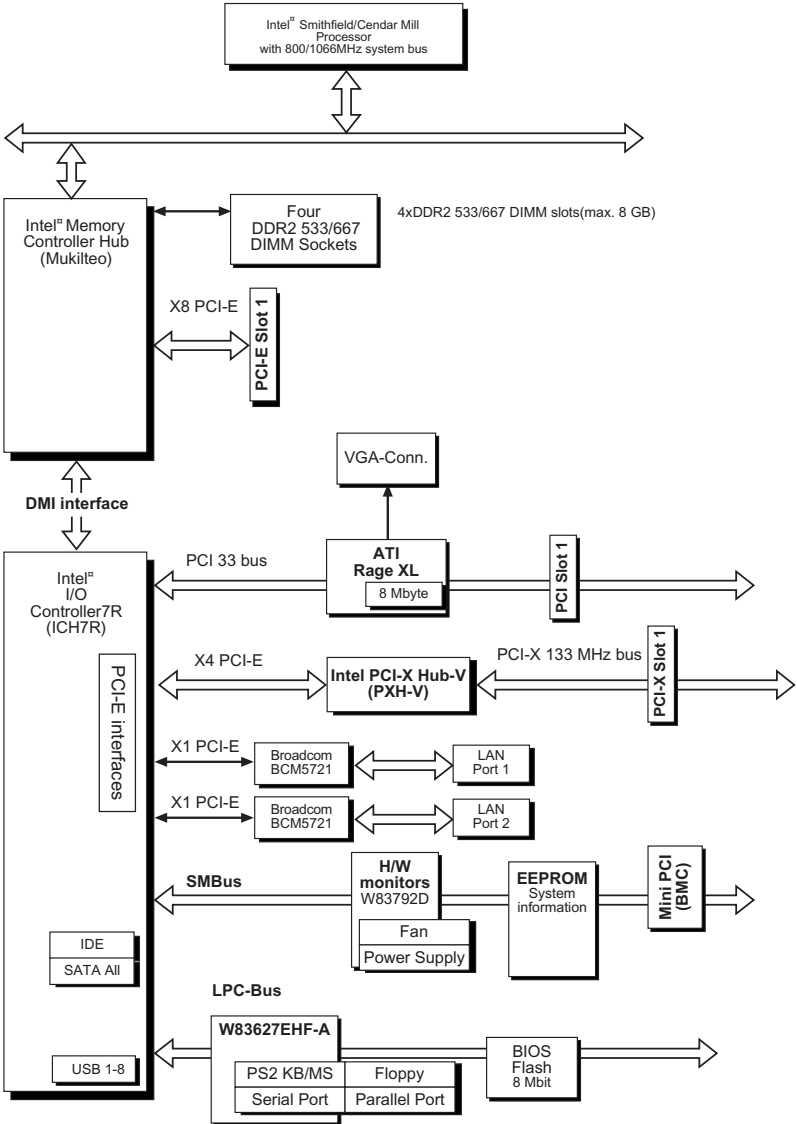 Intel¤ Smithfield/Cendar Mill
Processor
with 800/1066MHz system bus
Intel¤ Memory
Controller Hub
(Mukilteo)
Four
DDR2 533/667
DIMM Sockets
4xDDR2 533/667 DIMM slots(max. 8 GB)
X8 PCI-E
PCI-E Slot 1
VGA-Conn.
DMI interface
Intel¤
I/O
Controller7R
(ICH7R)
PCI 33 bus
ATI
Rage XL
8 Mbyte
PCI Slot 1
PCI-E interfaces
X4 PCI-E
Intel PCI-X Hub-V
(PXH-V)
PCI-X 133 MHz bus
PCI-X Slot 1
X1 PCI-E
Broadcom
BCM5721
LAN
Port 1
X1 PCI-E
Broadcom
BCM5721
LAN
Port 2
SMBus
H/W
monitors
W83792D
Fan
Power Supply
EEPROM
System
information
Mini PCI
(BMC)
IDE
SATA All
LPC-Bus
W83627EHF-A
PS2 KB/MS
Floppy
Serial Port
Parallel Port
BIOS
Flash
8 Mbit
USB 1-8